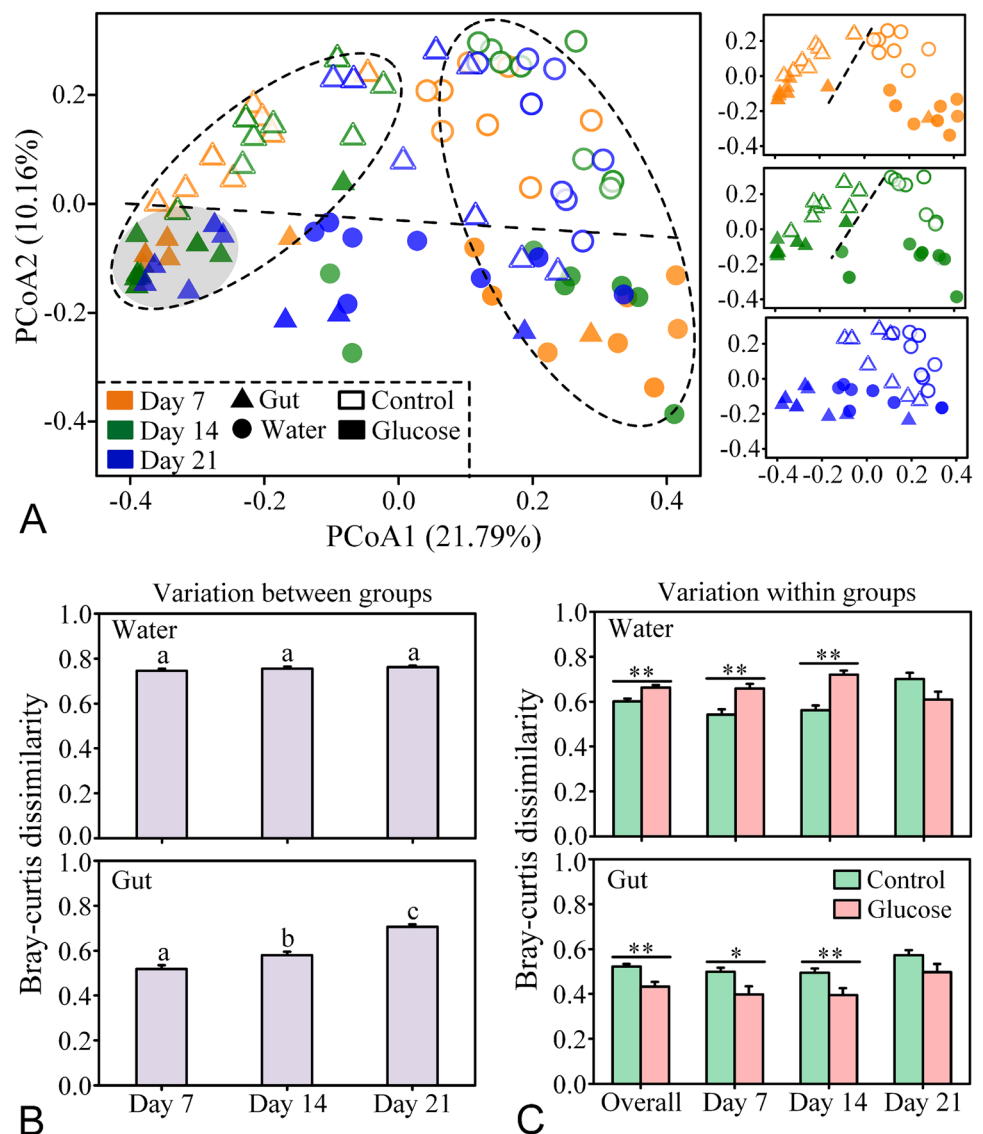 PCoA2 (10.16%)
0.2
0.0
-0.2
-0.4
Day 7
Gut
Control
Day 14
Water
Glucose
Day 21
-0.4
-0.2
0.0
0.2
0.4
PCoA1 (21.79%)
A
0.2
0.0
-0.2
-0.4
0.2
0.0
-0.2
-0.4
0.2
0.0
-0.2
-0.4
-0.4
-0.2
0.0
0.2
0.4
Variation between groups
Bray-curtis dissimilarity
1.0
0.8
0.6
0.4
0.2
0.0
Water
a
a
a
1.0
0.8
0.6
0.4
0.2
0.0
Gut
a
b
c
Day 7
Day 14
Day 21
B
Variation within groups
Bray-curtis dissimilarity
1.0
0.8
0.6
0.4
0.2
0.0
Water
**
**
**
1.0
0.8
0.6
0.4
0.2
0.0
Gut
Control
Glucose
**
*
**
Overall
Day 7
Day 14
Day 21
C